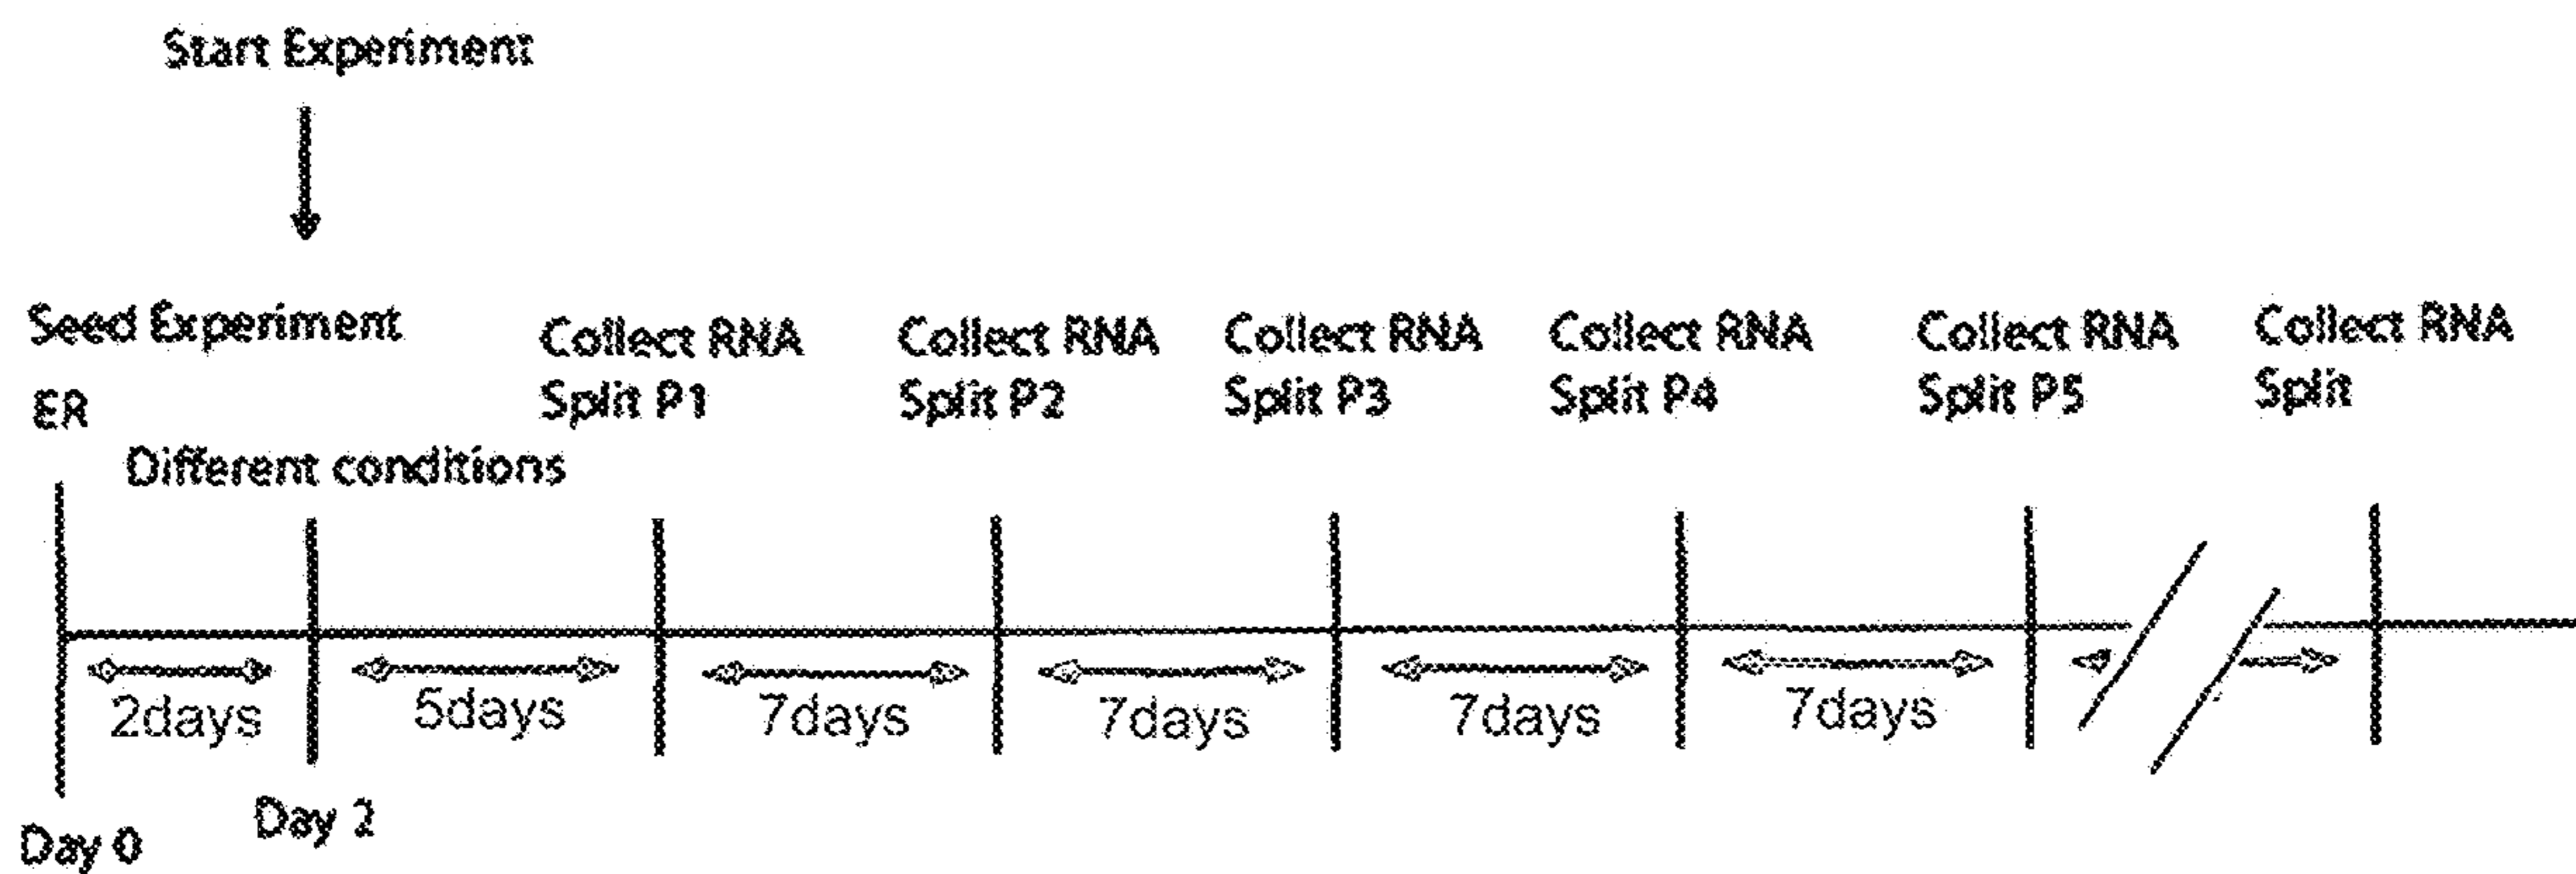 Start Experiment
Seed Experiment
ER
Different conditions
Collect RNA
Split P1
Collect RNA
Split P2
Collect RNA
Split P3
Collect RNA
Split P4
Collect RNA
Split P5
Collect RNA
Split
2days
5days
7days
7days
7days
7days
Day 0
Day 2